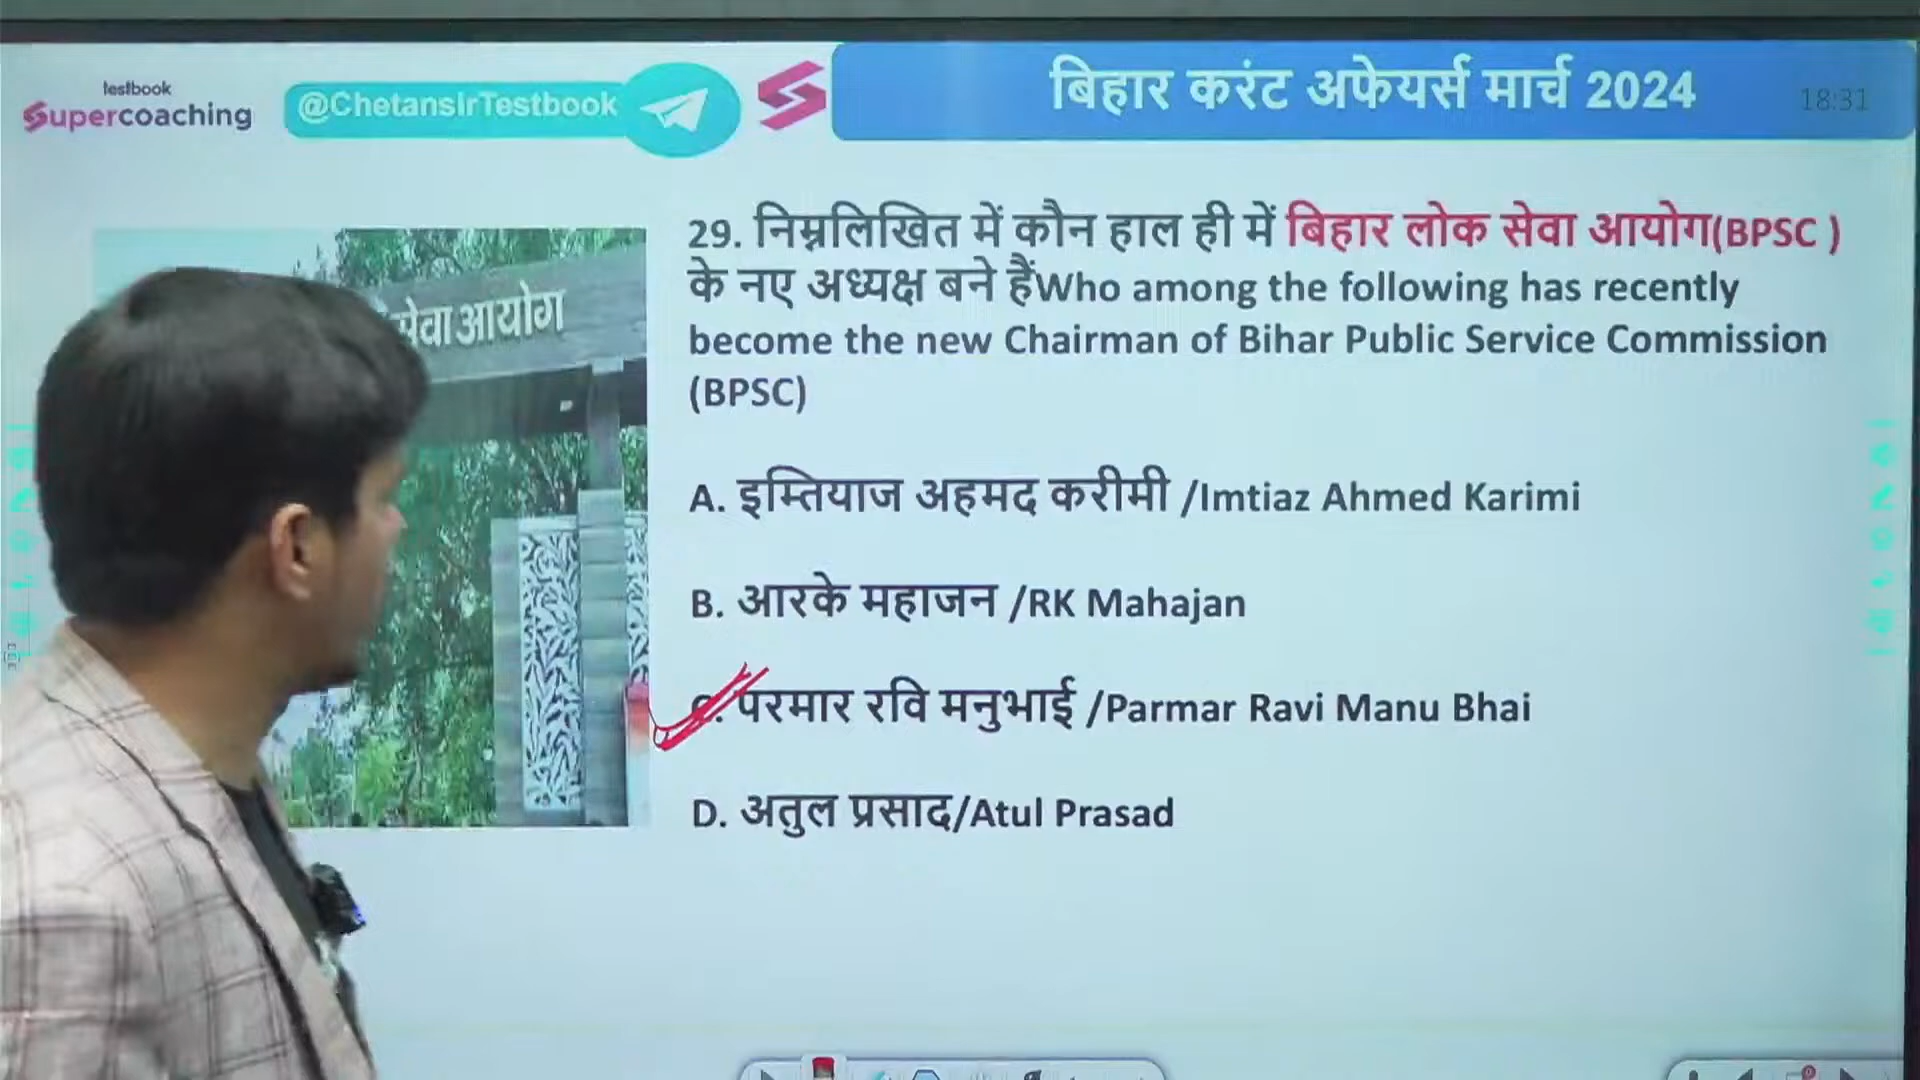 testbook
Supercoaching
@ChetansIrTestbook
बिहार करंट अफेयर्स मार्च 2024
18:31
सेवा आयोग
29. निम्नलिखित में कौन हाल ही में बिहार लोक सेवा आयोग(BPSC )
के नए अध्यक्ष बने हैंWho among the following has recently
become the new Chairman of Bihar Public Service Commission
(BPSC)
A. इम्तियाज अहमद करीमी /Imtiaz Ahmed Karimi
B. आरके महाजन /RK Mahajan
C. परमार रवि मनुभाई /Parmar Ravi Manu Bhai
D. अतुल प्रसाद/Atul Prasad